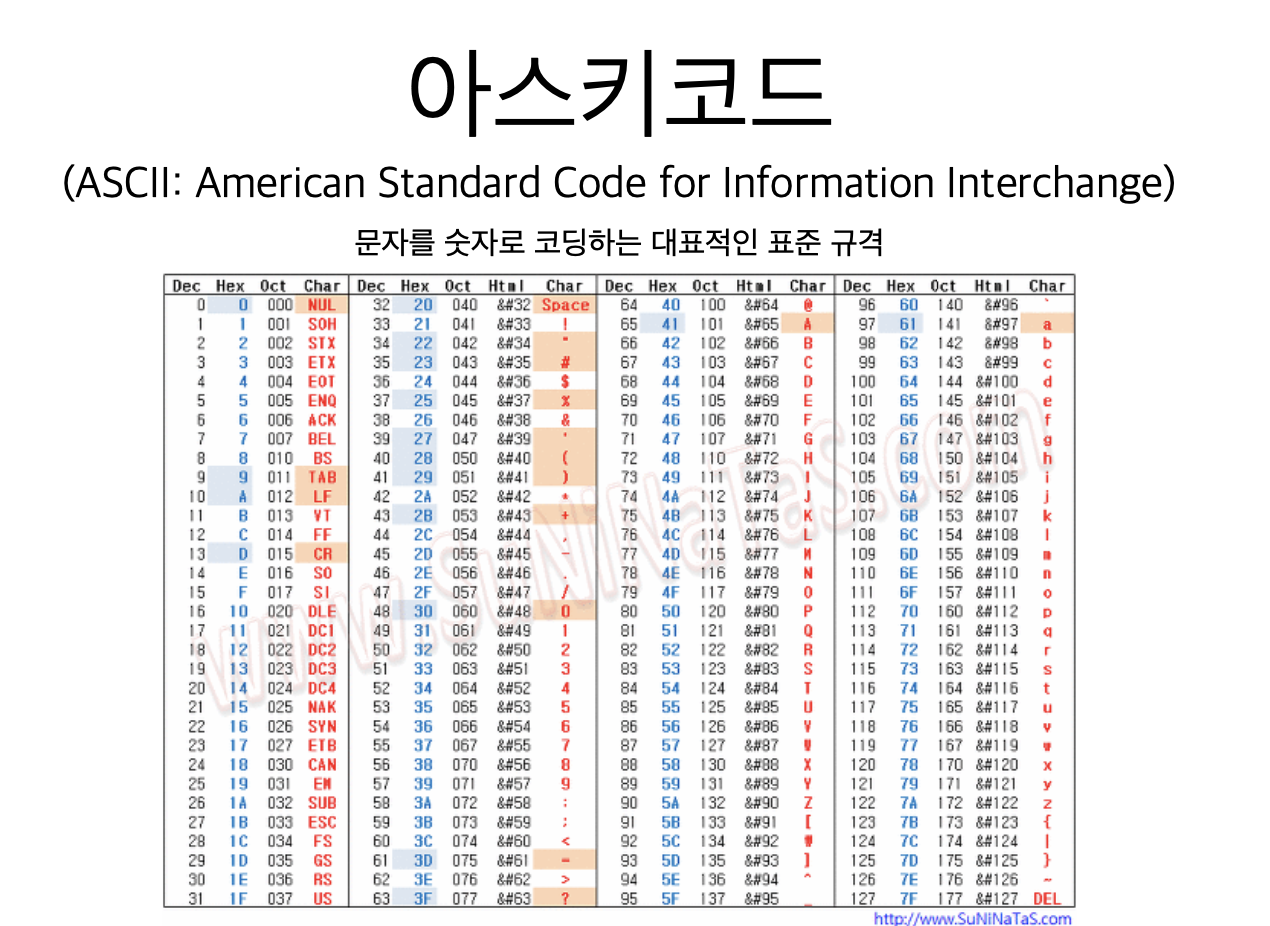 아스키코드
(ASCII: American Standard Code for Information Interchange)
문자를 숫자로 코딩하는 대표적인 표준 규격
Dec Hex Oct Char Dec Hex Oct Html Char Dec Hex Oct Html Char Dec Hex Oct Html Char
0 0 000 NUL 32 20 040 &#32 Space 64 40 100 &#64 @ 96 60 140 &#96 `
1 1 001 SOH 33 21 041 &#33 ! 65 41 101 &#65 A 97 61 141 &#97 a
2 2 002 STX 34 22 042 &#34 " 66 42 102 &#66 B 98 62 142 &#98 b
3 3 003 ETX 35 23 043 &#35 # 67 43 103 &#67 C 99 63 143 &#99 c
4 4 004 EOT 36 24 044 &#36 $ 68 44 104 &#68 D 100 64 144 &#100 d
5 5 005 ENQ 37 25 045 &#37 % 69 45 105 &#69 E 101 65 145 &#101 e
6 6 006 ACK 38 26 046 &#38 & 70 46 106 &#70 F 102 66 146 &#102 f
7 7 007 BEL 39 27 047 &#39 ' 71 47 107 &#71 G 103 67 147 &#103 g
8 8 010 BS 40 28 050 &#40 ( 72 48 110 &#72 H 104 68 150 &#104 h
9 9 011 TAB 41 29 051 &#41 ) 73 49 111 &#73 I 105 69 151 &#105 i
10 A 012 LF 42 2A 052 &#42 * 74 4A 112 &#74 J 106 6A 152 &#106 j
11 B 013 VT 43 2B 053 &#43 + 75 4B 113 &#75 K 107 6B 153 &#107 k
12 C 014 FF 44 2C 054 &#44 , 76 4C 114 &#76 L 108 6C 154 &#108 l
13 D 015 CR 45 2D 055 &#45 - 77 4D 115 &#77 M 109 6D 155 &#109 m
14 E 016 SO 46 2E 056 &#46 . 78 4E 116 &#78 N 110 6E 156 &#110 n
15 F 017 SI 47 2F 057 &#47 / 79 4F 117 &#79 O 111 6F 157 &#111 o
16 10 020 DLE 48 30 060 &#48 0 80 50 120 &#80 P 112 70 160 &#112 p
17 11 021 DC1 49 31 061 &#49 1 81 51 121 &#81 Q 113 71 161 &#113 q
18 12 022 DC2 50 32 062 &#50 2 82 52 122 &#82 R 114 72 162 &#114 r
19 13 023 DC3 51 33 063 &#51 3 83 53 123 &#83 S 115 73 163 &#115 s
20 14 024 DC4 52 34 064 &#52 4 84 54 124 &#84 T 116 74 164 &#116 t
21 15 025 NAK 53 35 065 &#53 5 85 55 125 &#85 U 117 75 165 &#117 u
22 16 026 SYN 54 36 066 &#54 6 86 56 126 &#86 V 118 76 166 &#118 v
23 17 027 ETB 55 37 067 &#55 7 87 57 127 &#87 W 119 77 167 &#119 w
24 18 030 CAN 56 38 070 &#56 8 88 58 130 &#88 X 120 78 170 &#120 x
25 19 031 EM 57 39 071 &#57 9 89 59 131 &#89 Y 121 79 171 &#121 y
26 1A 032 SUB 58 3A 072 &#58 : 90 5A 132 &#90 Z 122 7A 172 &#122 z
27 1B 033 ESC 59 3B 073 &#59 ; 91 5B 133 &#91 [ 123 7B 173 &#123 {
28 1C 034 FS 60 3C 074 &#60 < 92 5C 134 &#92 ₩ 124 7C 174 &#124 |
29 1D 035 GS 61 3D 075 &#61 = 93 5D 135 &#93 ] 125 7D 175 &#125 }
30 1E 036 RS 62 3E 076 &#62 > 94 5E 136 &#94 ^ 126 7E 176 &#126 ~
31 1F 037 US 63 3F 077 &#63 ? 95 5F 137 &#95 _ 127 7F 177 &#127 DEL
www.SuNiNaTaS.com
http://www.SuNiNaTaS.com